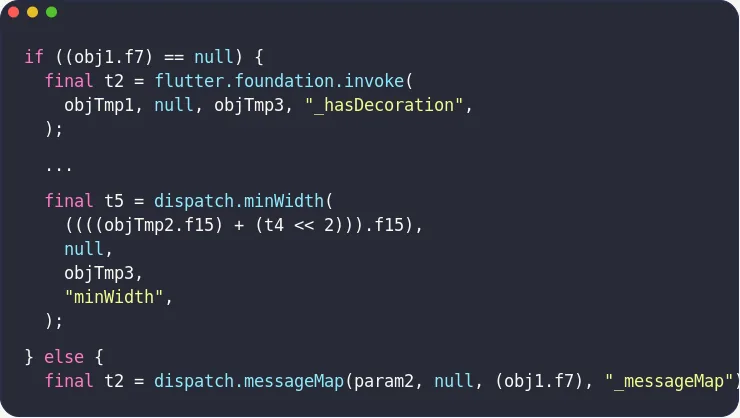 if ((obj1.f7) == null) {
final t2 = flutter.foundation.invoke(
objTmp1, null, objTmp3, "_hasDecoration",
);
...
final t5 = dispatch.minWidth(
((((objTmp2.f15) + (t4 << 2))).f15),
null,
objTmp3,
"minWidth",
);
} else {
final t2 = dispatch.messageMap(param2, null, (obj1.f7), "_messageMap")